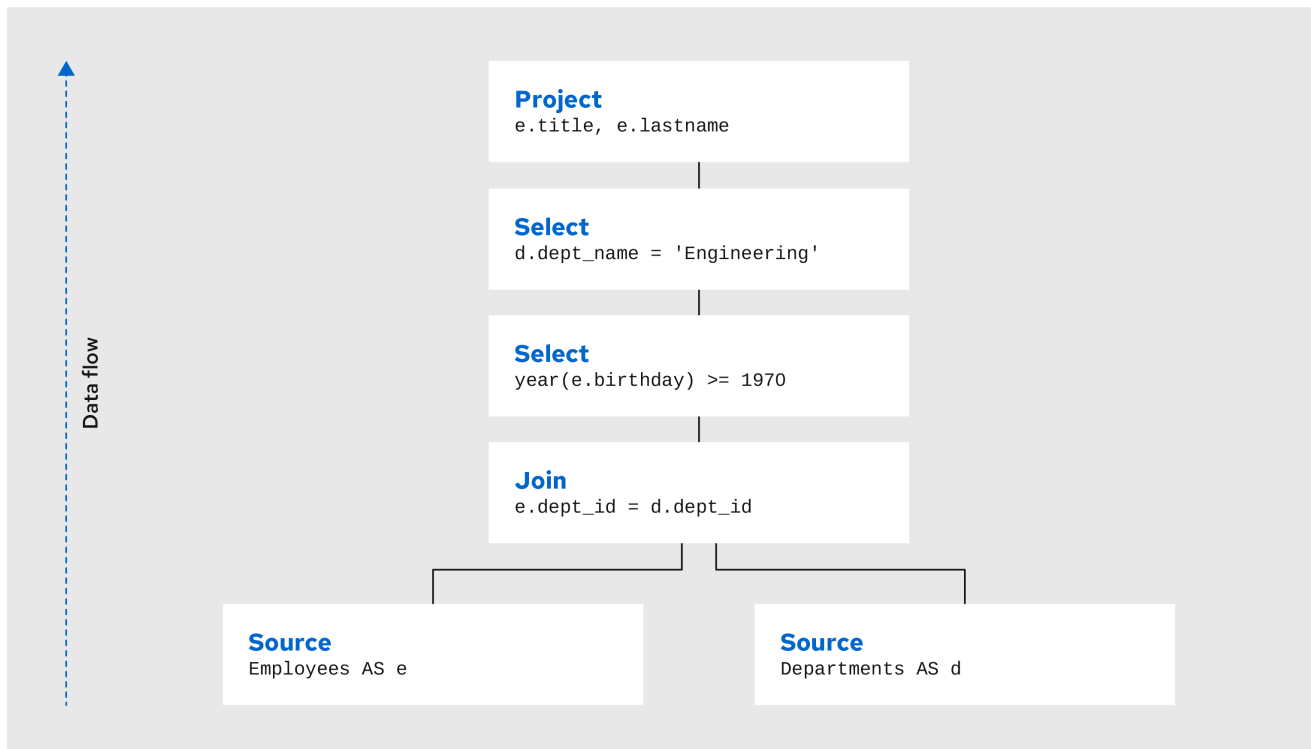 Project
e.title, e.lastname
Select
d.dept_name = 'Engineering'
Select
year(e.birthday) >= 1970
Data flow
Join
e.dept_id = d.dept_id
Source
Employees AS e
Source
Departments AS d